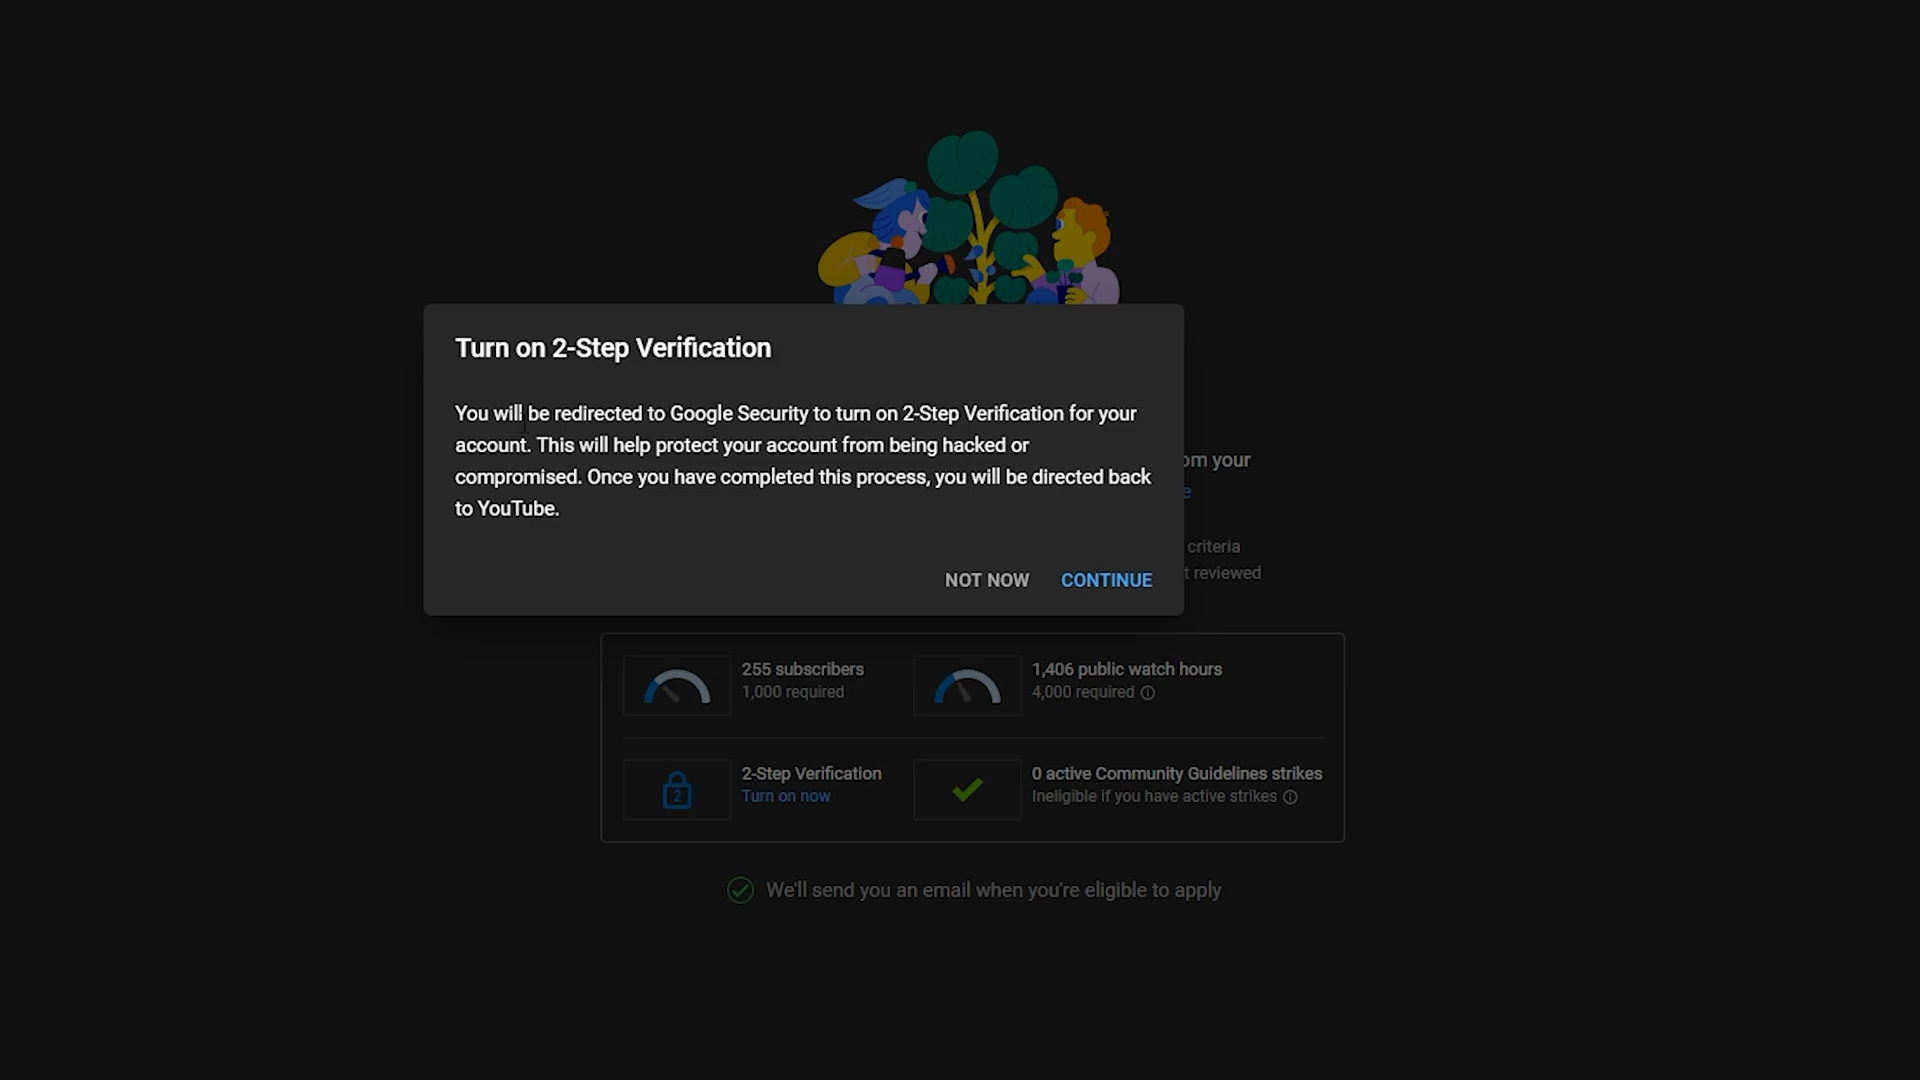 Turn on 2-Step Verification
You will be redirected to Google Security to turn on 2-Step Verification for your
account. This will help protect your account from being hacked or
compromised. Once you have completed this process, you will be directed back
to YouTube.
NOT NOW CONTINUE
your
criteria
reviewed
255 subscribers
1,000 required
1,406 public watch hours
4,000 required
2
2-Step Verification
Turn on now
0 active Community Guidelines strikes
Ineligible if you have active strikes
We'll send you an email when you're eligible to apply